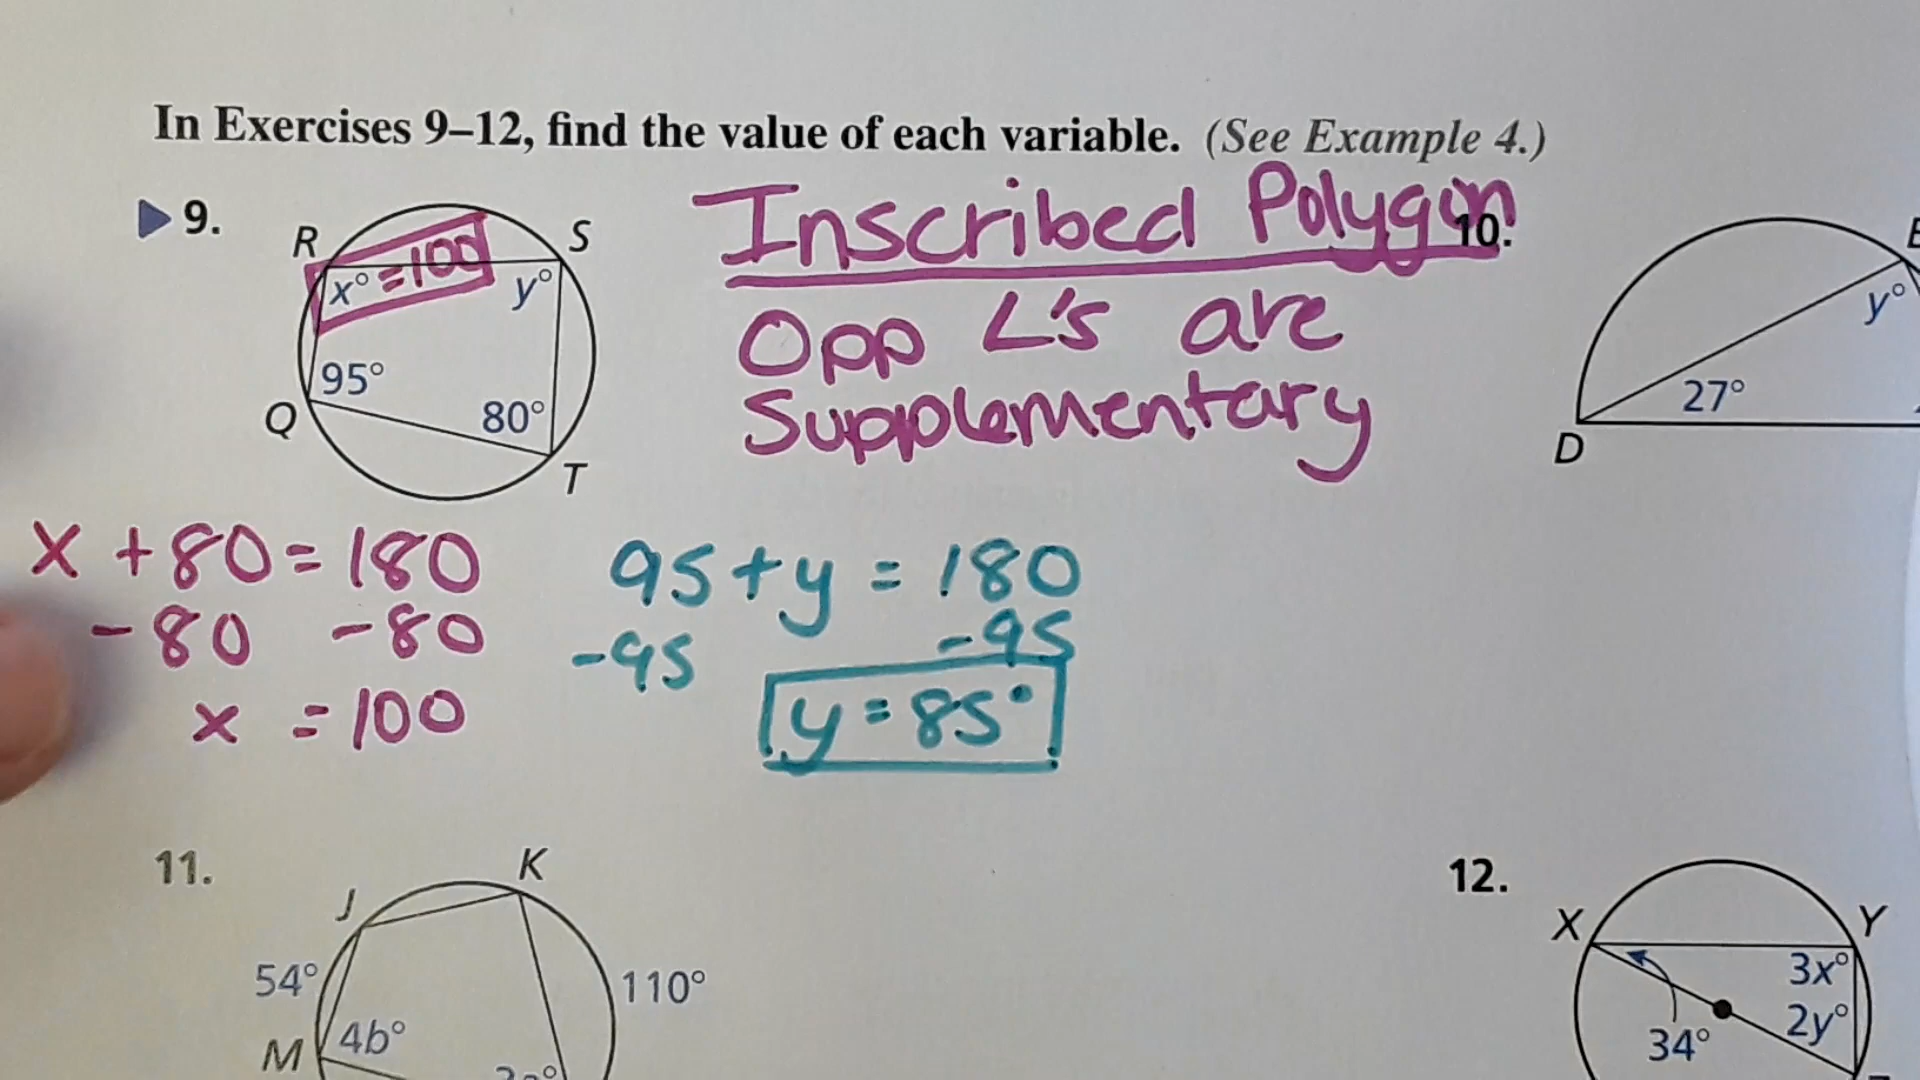 In Exercises 9–12, find the value of each variable. (See Example 4.)
9.
R
S
x° = 100
y°
95°
80°
Q
T
Inscribed Polygon
Opp ∠'s are
Supplementary
x + 80 = 180
- 80 - 80
x = 100
95 + y = 180
-95 -95
y = 85°
10.
y°
27°
D
11.
K
J
54°
110°
M
4b°
12.
X
Y
3x°
2y°
34°